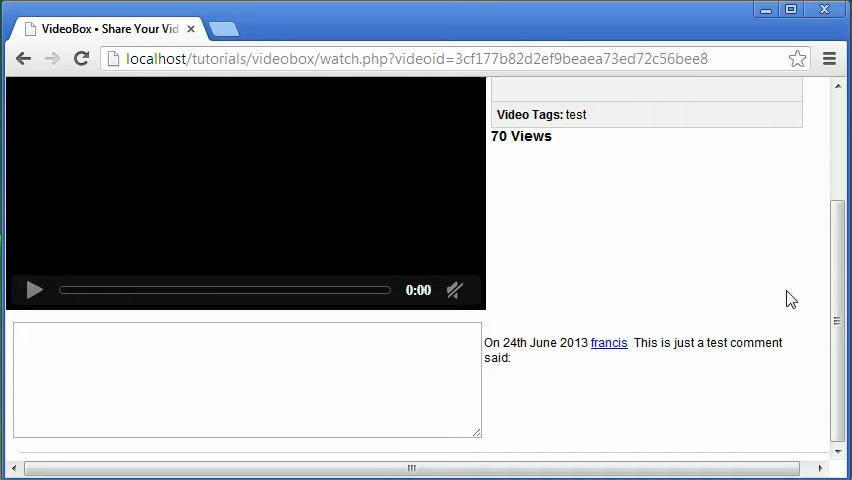 VideoBox • Share Your Vid
localhost/tutorials/videobox/watch.php?videoid=3cf177b82d2ef9beaea73ed72c56bee8
Video Tags: test
70 Views
0:00
On 24th June 2013 francis This is just a test comment
said: